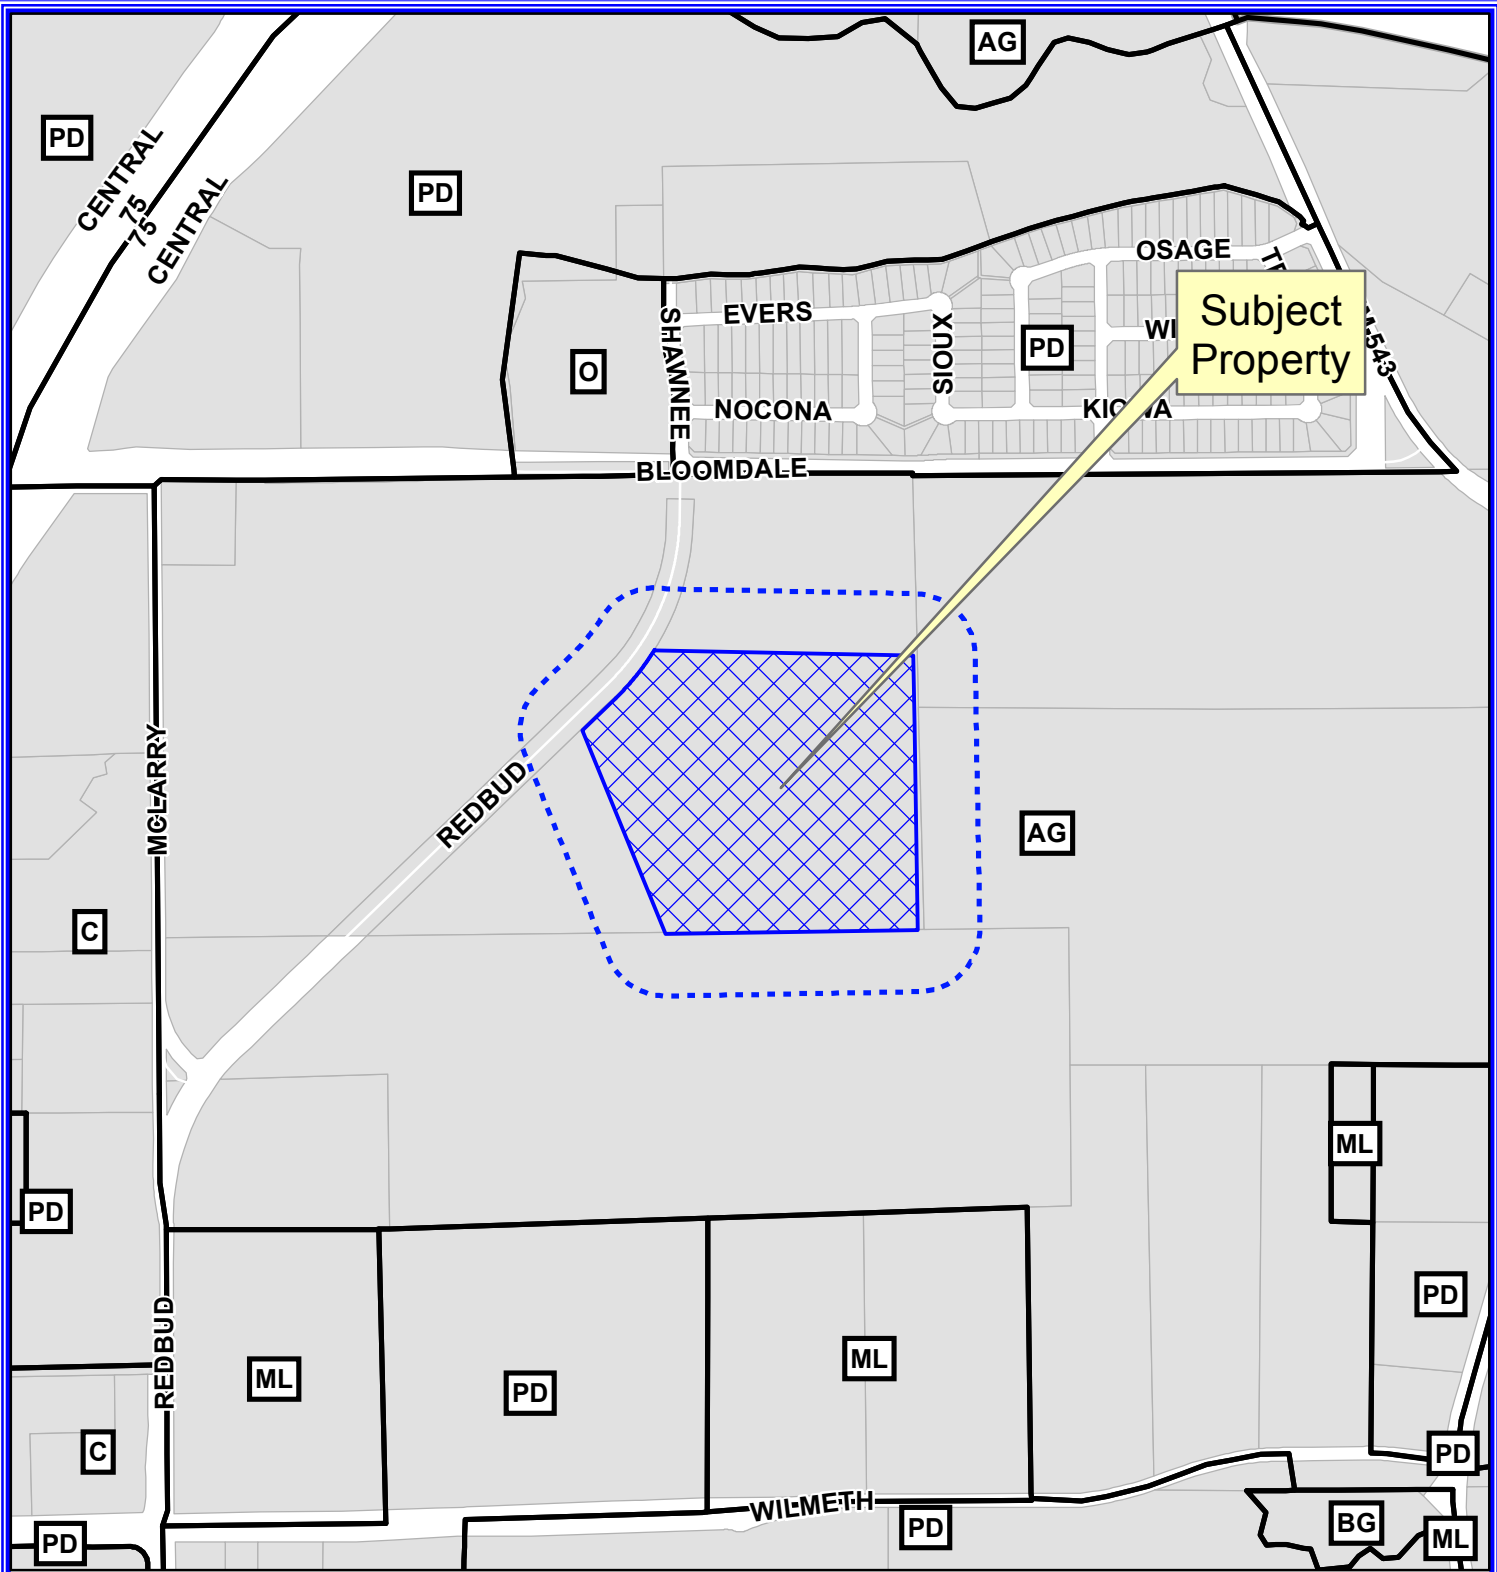 AG
PD
CENTRAL
75
75
CENTRAL
PD
OSAGE
Subject
Property
EVERS
SHAWNEE
SIOUX
PD
O
NOCONA
BLOOMDALE
REDBUD
MCLARRY
AG
C
ML
PD
PD
REDBUD
ML
PD
ML
C
PD
WILMETH
PD
BG
ML
PD